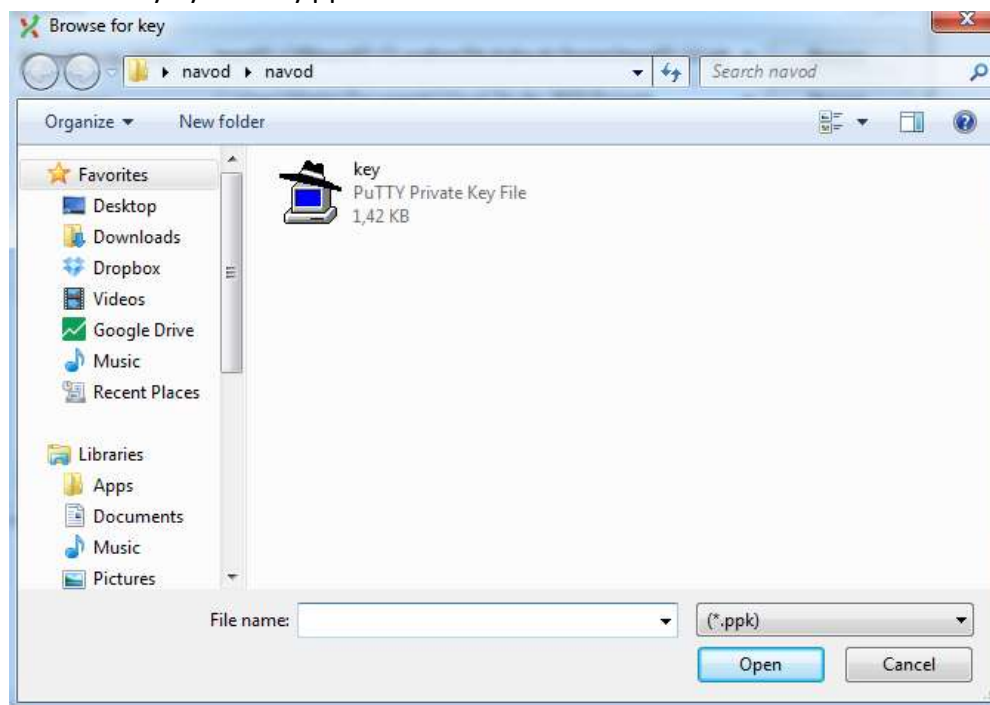 Browse for key
navod ▸ navod
Search navod
Organize
New folder
Favorites
Desktop
Downloads
Dropbox
Videos
Google Drive
Music
Recent Places
Libraries
Apps
Documents
Music
Pictures
key
PuTTY Private Key File
1,42 KB
File name:
(*.ppk)
Open
Cancel